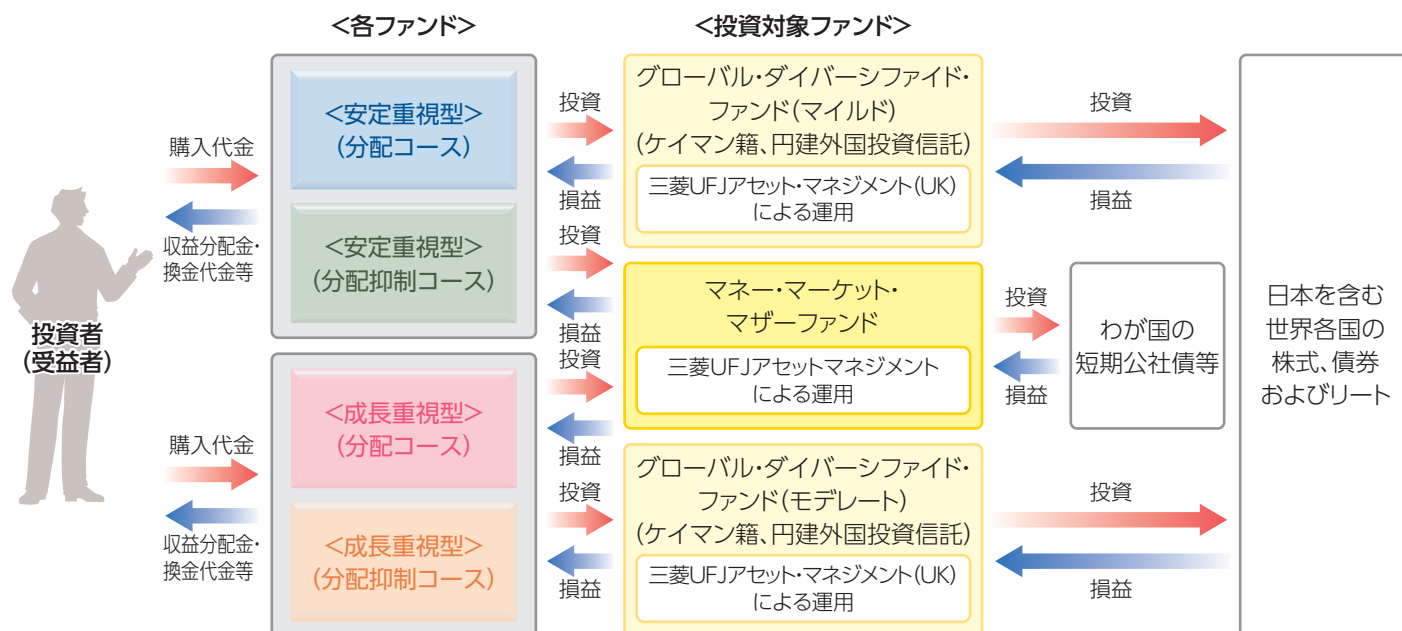 <各ファンド>
<投資対象ファンド>
購入代金
収益分配金・
換金代金等
投資者
(受益者)
購入代金
収益分配金・
換金代金等
<安定重視型>
(分配コース)
<安定重視型>
(分配抑制コース)
<成長重視型>
(分配コース)
<成長重視型>
(分配抑制コース)
投資
損益
投資
損益
投資
損益
投資
損益
グローバル・ダイバーシファイド・
ファンド(マイルド)
(ケイマン籍、円建外国投資信託)
三菱UFJアセット・マネジメント(UK)
による運用
マネー・マーケット・
マザーファンド
三菱UFJアセットマネジメント
による運用
グローバル・ダイバーシファイド・
ファンド(モデレート)
(ケイマン籍、円建外国投資信託)
三菱UFJアセット・マネジメント(UK)
による運用
投資
損益
投資
損益
わが国の
短期公社債等
投資
損益
日本を含む
世界各国の
株式、債券
およびリート